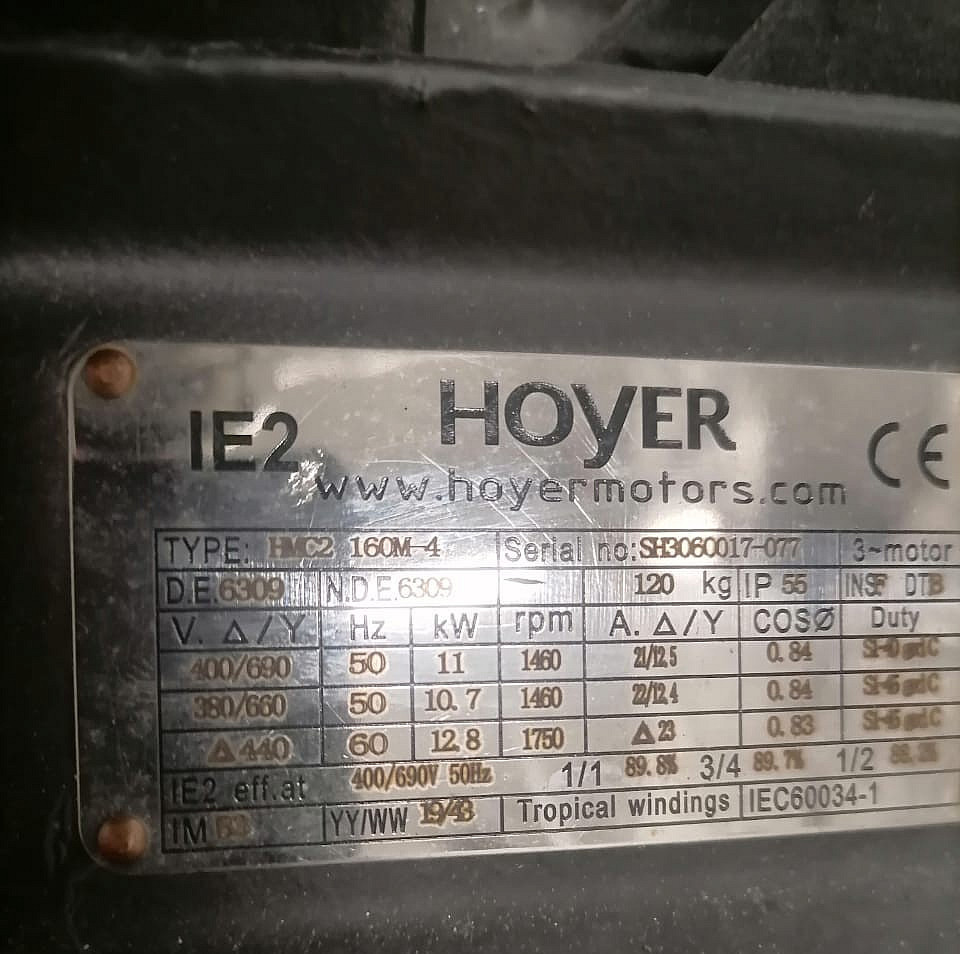 IE2 HOYER CE
www.hoyermotors.com
TYPE: HMC2 160M-4 Serial no:SH3060017-077 3~motor
D.E.6309 N.D.E.6309 — 120 kg IP 55 INSF DTB
V. Δ/Y Hz kW rpm A. Δ/Y COSØ Duty
400/690 50 11 1460 21/12,5 0.84
380/660 50 10.7 1460 22/12,4 0.84
Δ 440 60 12,8 1750 Δ 23 0.83
IE2 eff.at 400/690V 50Hz 1/1 89.8% 3/4 89.7% 1/2
IM YY/WW 19/43 Tropical windings IEC60034-1